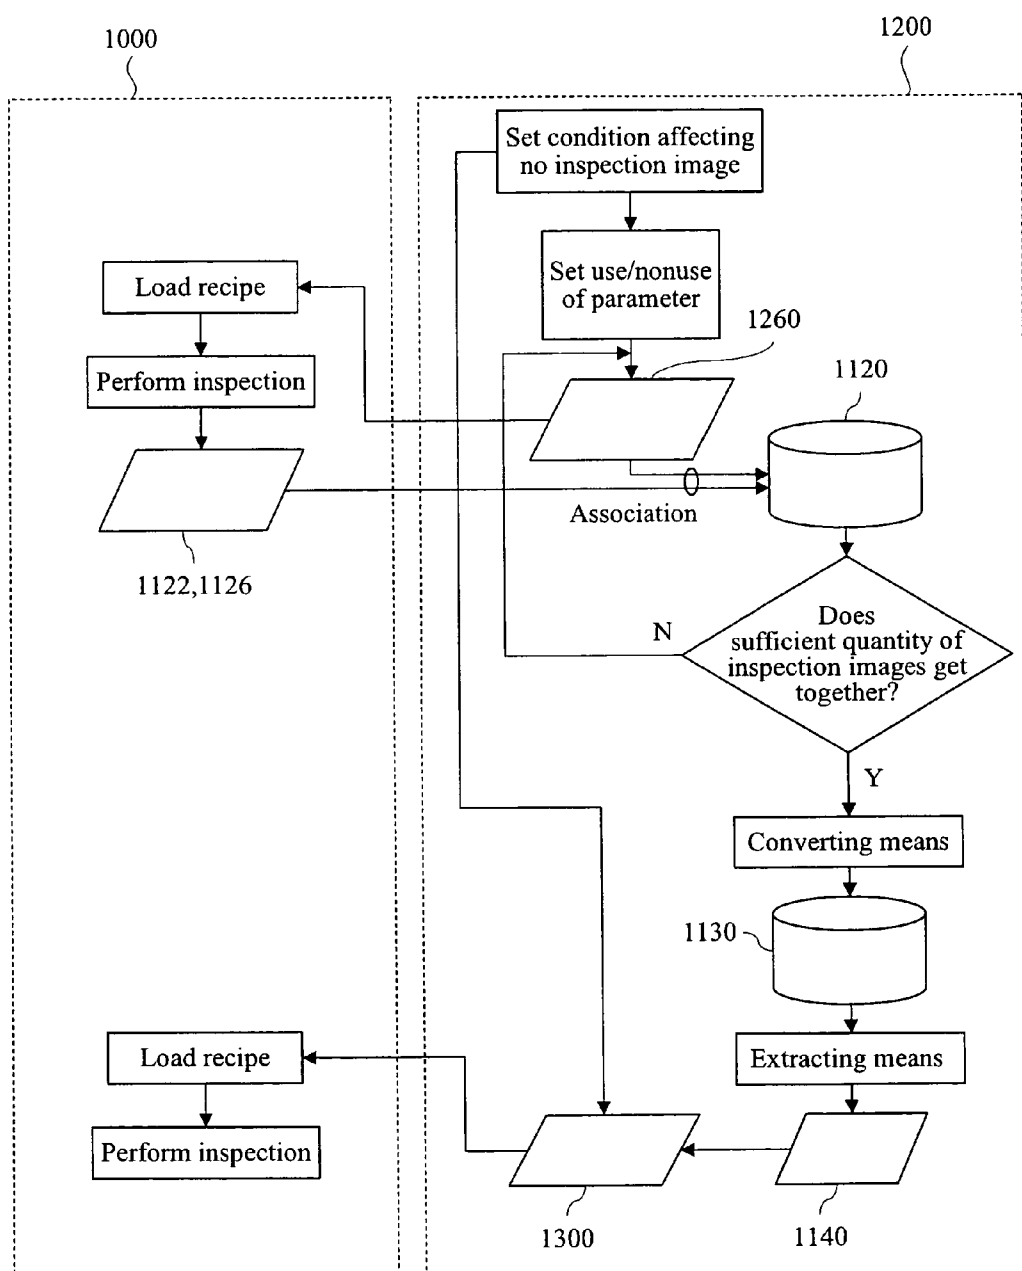 1000
1200
Set condition affecting
no inspection image
Set use/nonuse
of parameter
Load recipe
1260
Perform inspection
1120
Association
1122,1126
Does
sufficient quantity of
inspection images get
together?
N
Y
Converting means
1130
Load recipe
Extracting means
Perform inspection
1300
1140